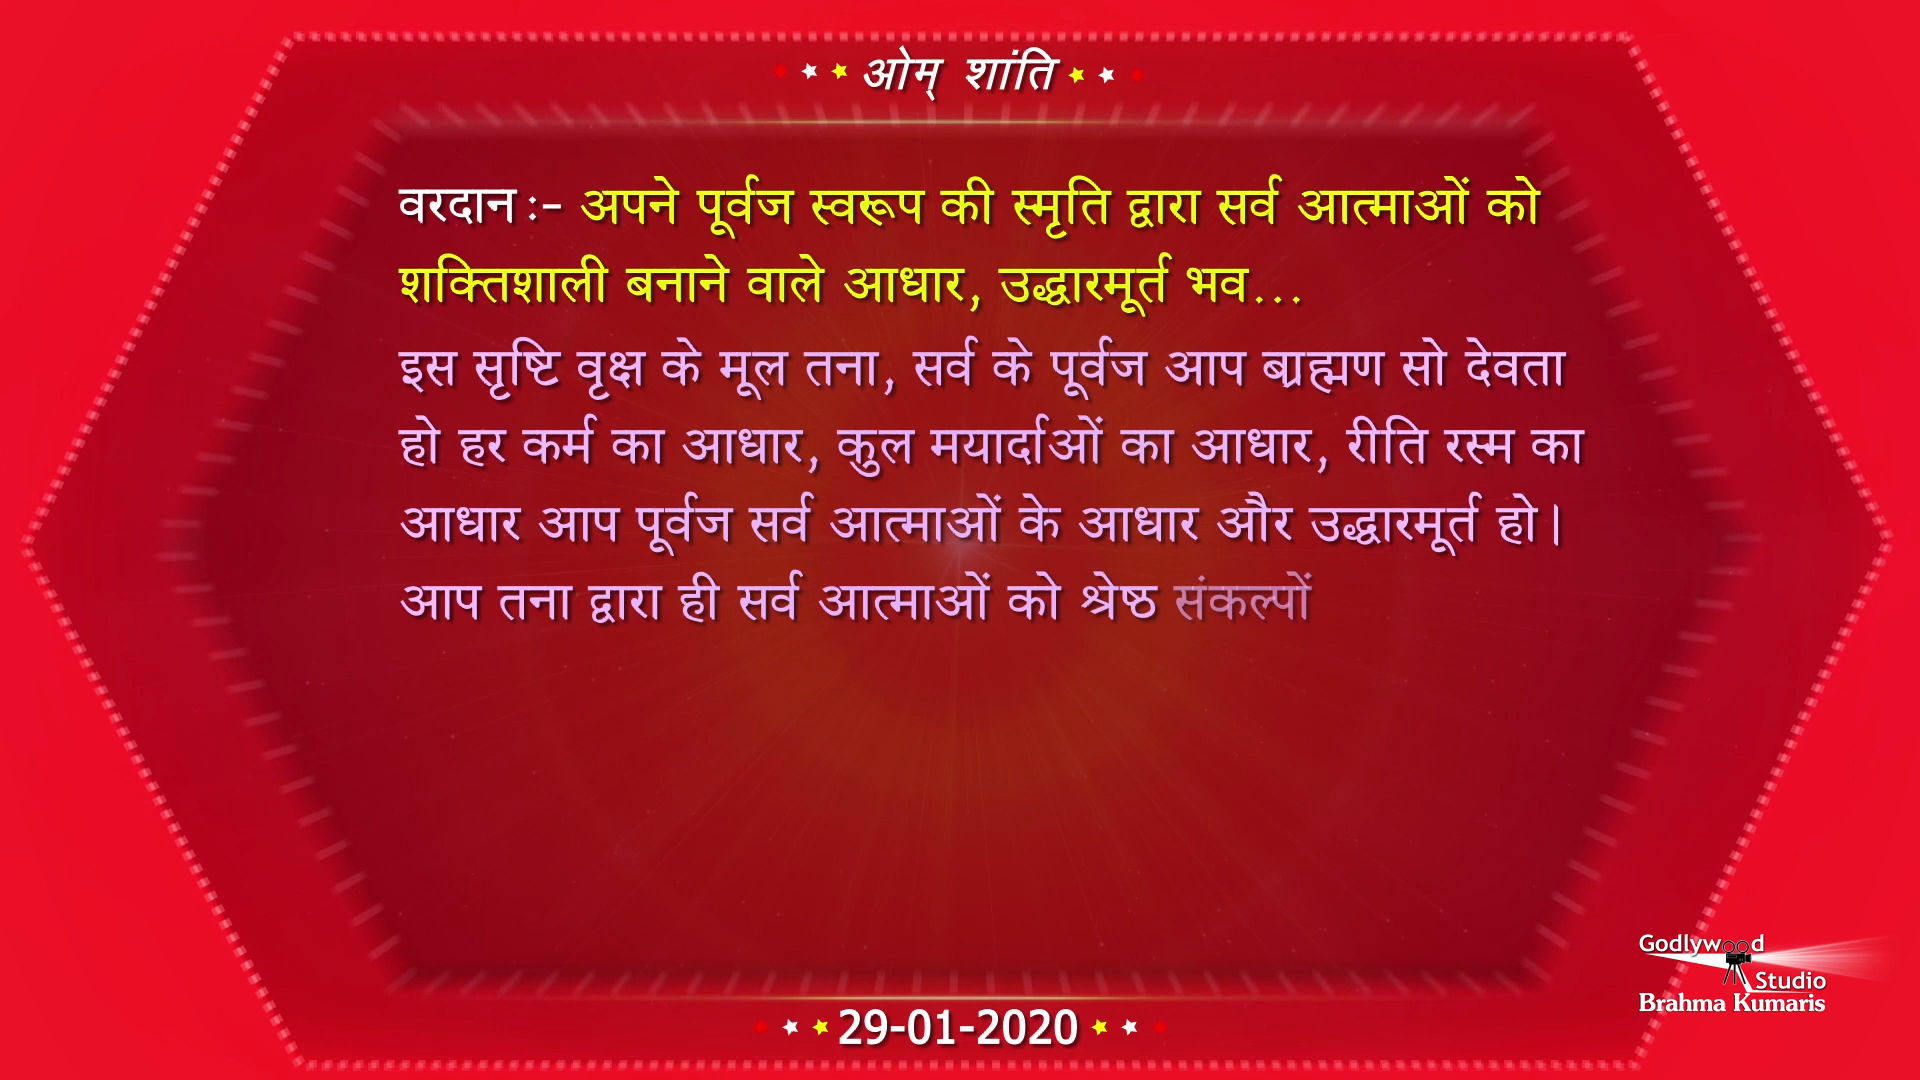 ओम् शांति
वरदान :- अपने पूर्वज स्वरूप की स्मृति द्वारा सर्व आत्माओं को
शक्तिशाली बनाने वाले आधार, उद्धारमूर्त भव...
इस सृष्टि वृक्ष के मूल तना, सर्व के पूर्वज आप ब्राह्मण सो देवता
हो हर कर्म का आधार, कुल मयार्दाओं का आधार, रीति रस्म का
आधार आप पूर्वज सर्व आत्माओं के आधार और उद्धारमूर्त हो।
आप तना द्वारा ही सर्व आत्माओं को श्रेष्ठ संकल्पों
Godlywood
Studio
Brahma Kumaris
29-01-2020